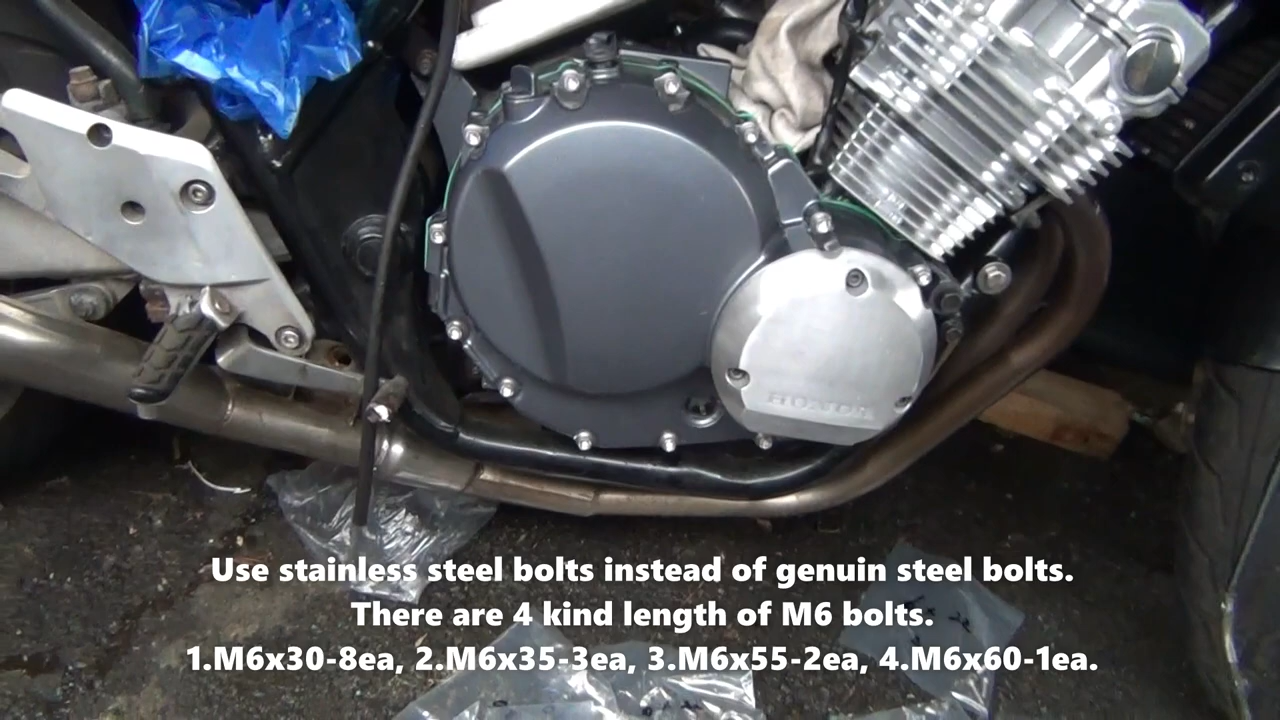 HONDA
Use stainless steel bolts instead of genuin steel bolts.
There are 4 kind length of M6 bolts.
1.M6x30-8ea, 2.M6x35-3ea, 3.M6x55-2ea, 4.M6x60-1ea.